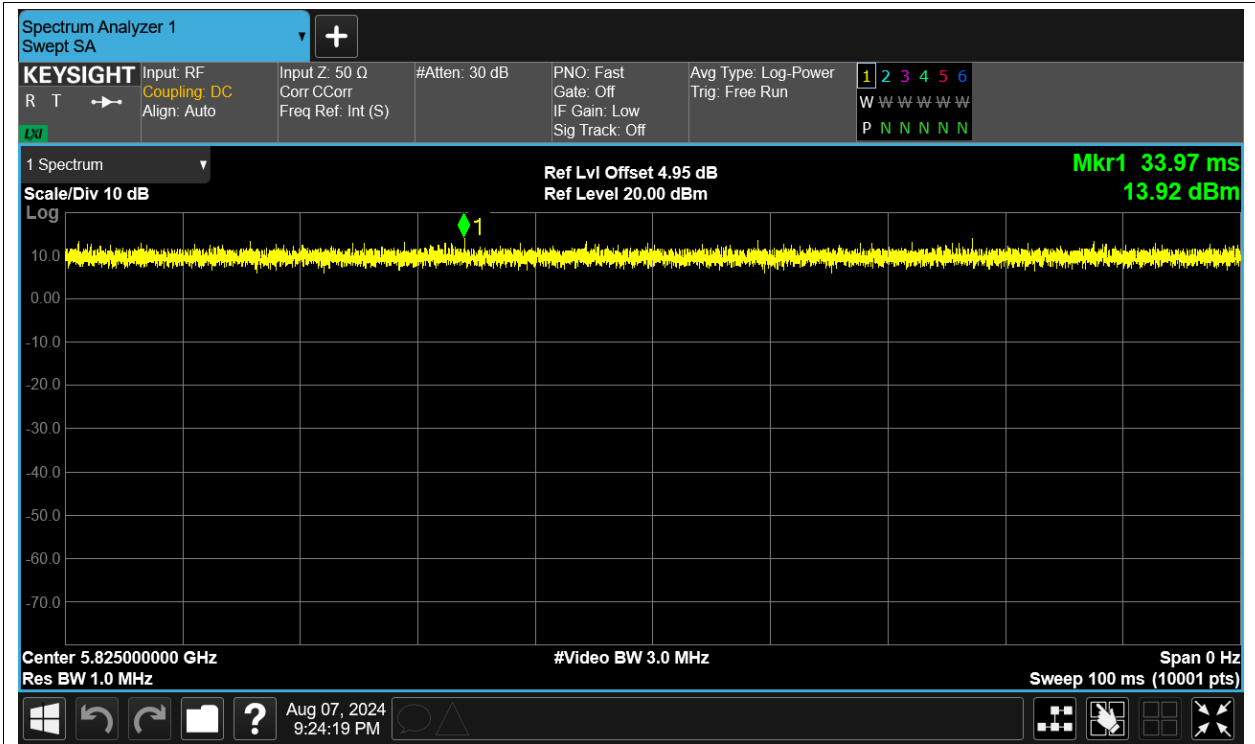 Spectrum Analyzer 1
Swept SA
+
KEYSIGHT
R T
LXI
Input: RF
Coupling: DC
Align: Auto
Input Z: 50 Ω
Corr CCorr
Freq Ref: Int (S)
#Atten: 30 dB
PNO: Fast
Gate: Off
IF Gain: Low
Sig Track: Off
Avg Type: Log-Power
Trig: Free Run
1 2 3 4 5 6
W W W W W W
P N N N N N
1 Spectrum
Scale/Div 10 dB
Ref Lvl Offset 4.95 dB
Ref Level 20.00 dBm
Mkr1 33.97 ms
13.92 dBm
Log
1
10.0
0.00
-10.0
-20.0
-30.0
-40.0
-50.0
-60.0
-70.0
Center 5.825000000 GHz
Res BW 1.0 MHz
#Video BW 3.0 MHz
Span 0 Hz
Sweep 100 ms (10001 pts)
?
Aug 07, 2024
9:24:19 PM